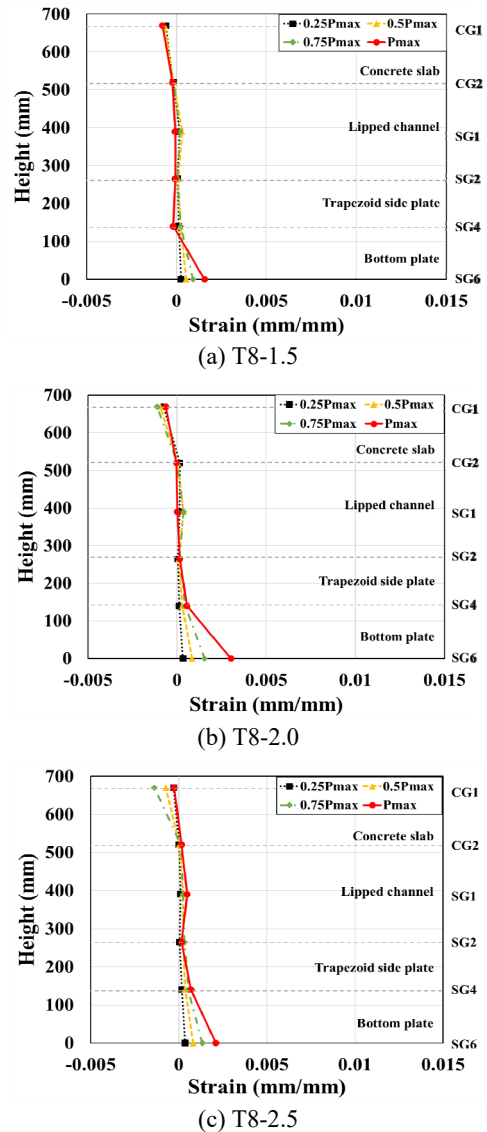 700
600
500
400
300
200
100
0
Height (mm)
0.25Pmax 0.5Pmax
0.75Pmax Pmax
CG1
Concrete slab
CG2
Lipped channel
SG1
SG2
Trapezoid side plate
SG4
Bottom plate
SG6
-0.005 0 0.005 0.01 0.015
Strain (mm/mm)
(a) T8-1.5
700
600
500
400
300
200
100
0
Height (mm)
0.25Pmax 0.5Pmax
0.75Pmax Pmax
CG1
Concrete slab
CG2
Lipped channel
SG1
SG2
Trapezoid side plate
SG4
Bottom plate
SG6
-0.005 0 0.005 0.01 0.015
Strain (mm/mm)
(b) T8-2.0
700
600
500
400
300
200
100
0
Height (mm)
0.25Pmax 0.5Pmax
0.75Pmax Pmax
CG1
Concrete slab
CG2
Lipped channel
SG1
SG2
Trapezoid side plate
SG4
Bottom plate
SG6
-0.005 0 0.005 0.01 0.015
Strain (mm/mm)
(c) T8-2.5